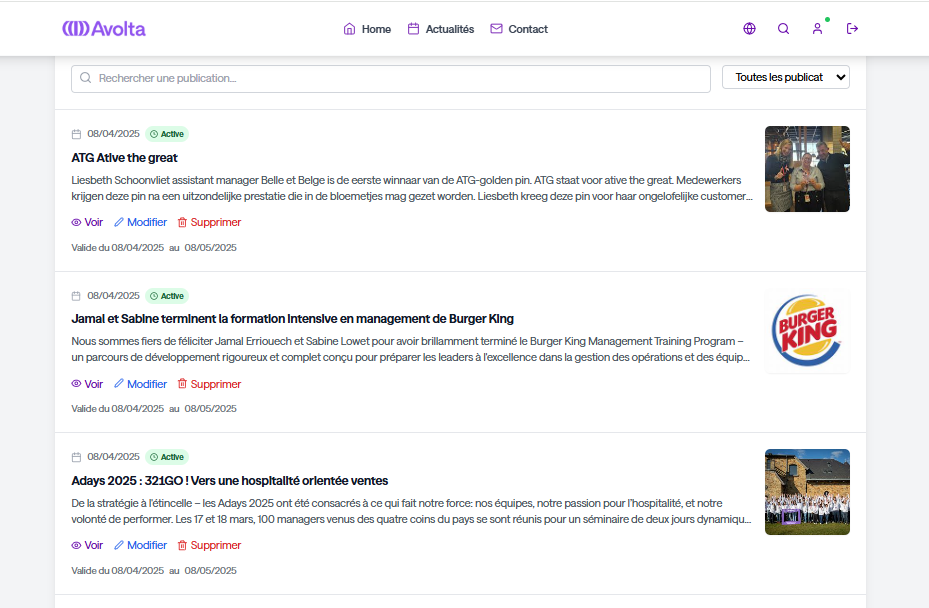 Avolta
Home
Actualités
Contact
Rechercher une publication...
Toutes les publicat
08/04/2025
Active
ATG Ative the great
Liesbeth Schoonvliet assistant manager Belle et Belge is de eerste winnaar van de ATG-golden pin. ATG staat voor ative the great. Medewerkers
krijgen deze pin na een uitzondelijke prestatie die in de bloemetjes mag gezet worden. Liesbeth kreeg deze pin voor haar ongelofelijke customer...
Voir
Modifier
Supprimer
Valide du 08/04/2025 au 08/05/2025
08/04/2025
Active
Jamal et Sabine terminent la formation intensive en management de Burger King
Nous sommes fiers de féliciter Jamal Erriouech et Sabine Lowet pour avoir brillamment terminé le Burger King Management Training Program –
un parcours de développement rigoureux et complet conçu pour préparer les leaders à l'excellence dans la gestion des opérations et des équip...
BURGER
KING
Voir
Modifier
Supprimer
Valide du 08/04/2025 au 08/05/2025
08/04/2025
Active
Adays 2025 : 321GO ! Vers une hospitalité orientée ventes
De la stratégie à l'étincelle – les Adays 2025 ont été consacrés à ce qui fait notre force: nos équipes, notre passion pour l'hospitalité, et notre
volonté de performer. Les 17 et 18 mars, 100 managers venus des quatre coins du pays se sont réunis pour un séminaire de deux jours dynamiqu...
Voir
Modifier
Supprimer
Valide du 08/04/2025 au 08/05/2025